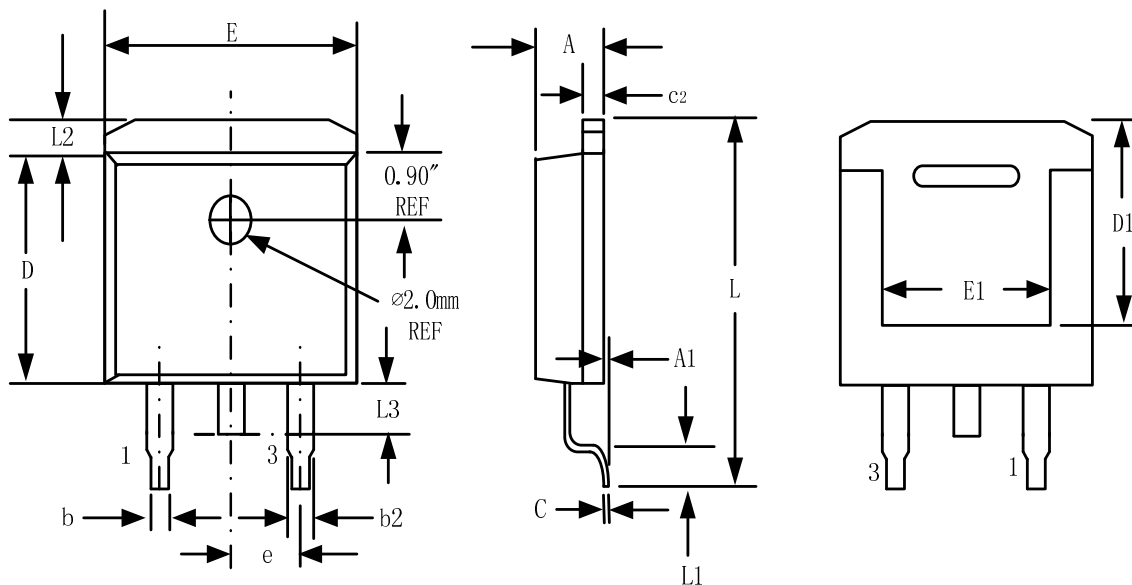 E
L2
D
0.90"
REF
⌀2.0mm
REF
L3
1
3
b
b2
e
A
c2
L
A1
C
L1
D1
E1
3
1